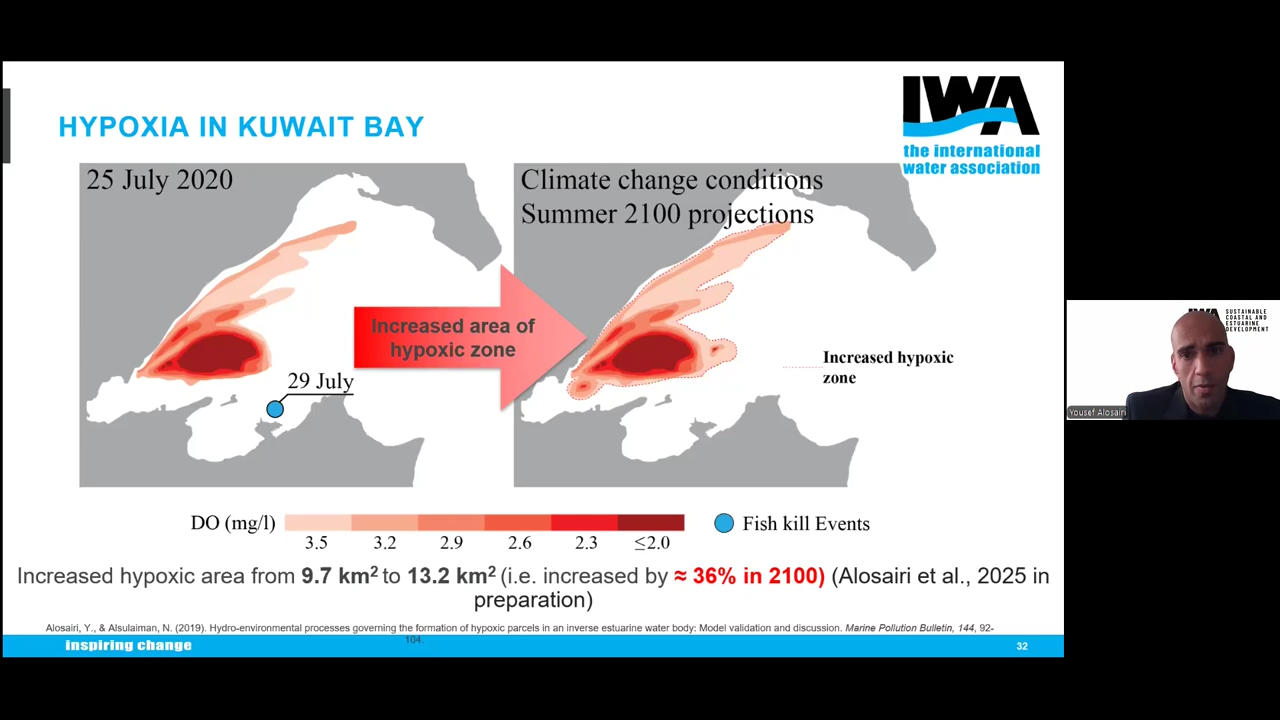 HYPOXIA IN KUWAIT BAY
IWA
the international
water association
25 July 2020
29 July
Climate change conditions
Summer 2100 projections
Increased area of
hypoxic zone
Increased hypoxic
zone
DO (mg/l)
3.5 3.2 2.9 2.6 2.3 ≤2.0
Fish kill Events
Increased hypoxic area from 9.7 km² to 13.2 km² (i.e. increased by ≈ 36% in 2100) (Alosairi et al., 2025 in
preparation)
Alosairi, Y., & Alsulaiman, N. (2019). Hydro-environmental processes governing the formation of hypoxic parcels in an inverse estuarine water body: Model validation and discussion. Marine Pollution Bulletin, 144, 92-
104.
inspiring change
32
IWA
SUSTAINABLE
COASTAL AND
ESTUARINE
DEVELOPMENT
Yousef Alosairi